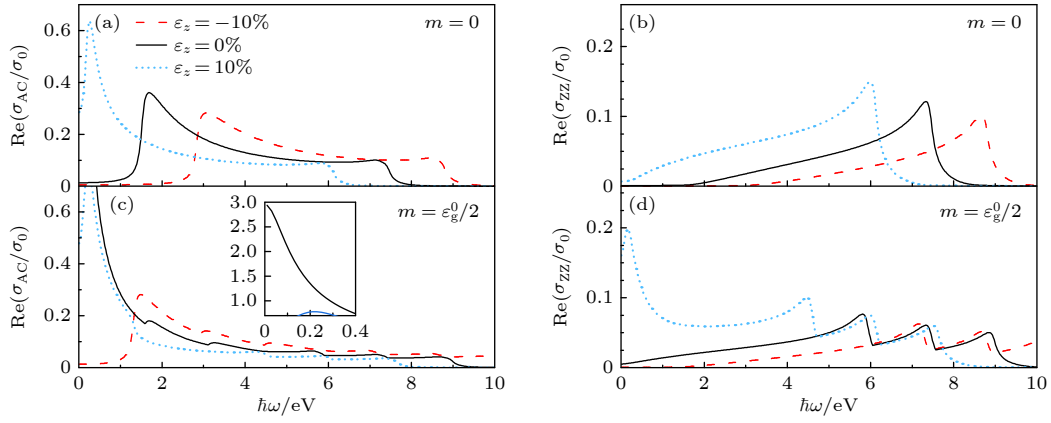 (a)
m = 0
ε_z = −10%
ε_z = 0%
ε_z = 10%
Re(σ_AC/σ_0)
0.6
0.4
0.2
0
(b)
m = 0
Re(σ_ZZ/σ_0)
0.2
0.1
0
(c)
m = ε_g^0/2
Re(σ_AC/σ_0)
0.6
0.4
0.2
0
3.0
2.5
2.0
1.5
1.0
0 0.2 0.4
0 2 4 6 8 10
ħω/eV
(d)
m = ε_g^0/2
Re(σ_ZZ/σ_0)
0.2
0.1
0
0 2 4 6 8 10
ħω/eV